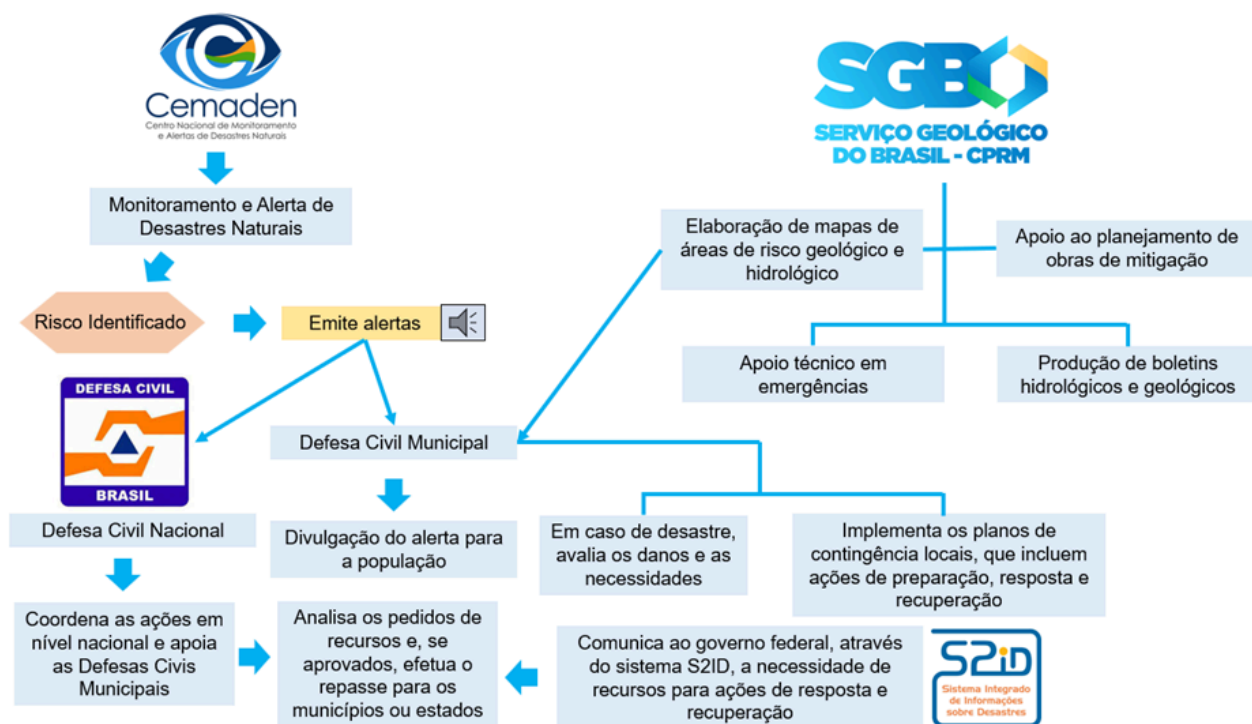 Cemaden
Centro Nacional de Monitoramento
e Alertas de Desastres Naturais
SGB
SERVIÇO GEOLÓGICO
DO BRASIL - CPRM
Monitoramento e Alerta de
Desastres Naturais
Elaboração de mapas de
áreas de risco geológico e
hidrológico
Apoio ao planejamento de
obras de mitigação
Risco Identificado
Emite alertas
Apoio técnico em
emergências
Produção de boletins
hidrológicos e geológicos
DEFESA CIVIL
BRASIL
Defesa Civil Nacional
Defesa Civil Municipal
Divulgação do alerta para
a população
Em caso de desastre,
avalia os danos e as
necessidades
Implementa os planos de
contingência locais, que incluem
ações de preparação, resposta e
recuperação
Coordena as ações em
nível nacional e apoia
as Defesas Civis
Municipais
Analisa os pedidos de
recursos e, se
aprovados, efetua o
repasse para os
municípios ou estados
Comunica ao governo federal, através
do sistema S2ID, a necessidade de
recursos para ações de resposta e
recuperação
S2iD
Sistema Integrado
de Informações
sobre Desastres